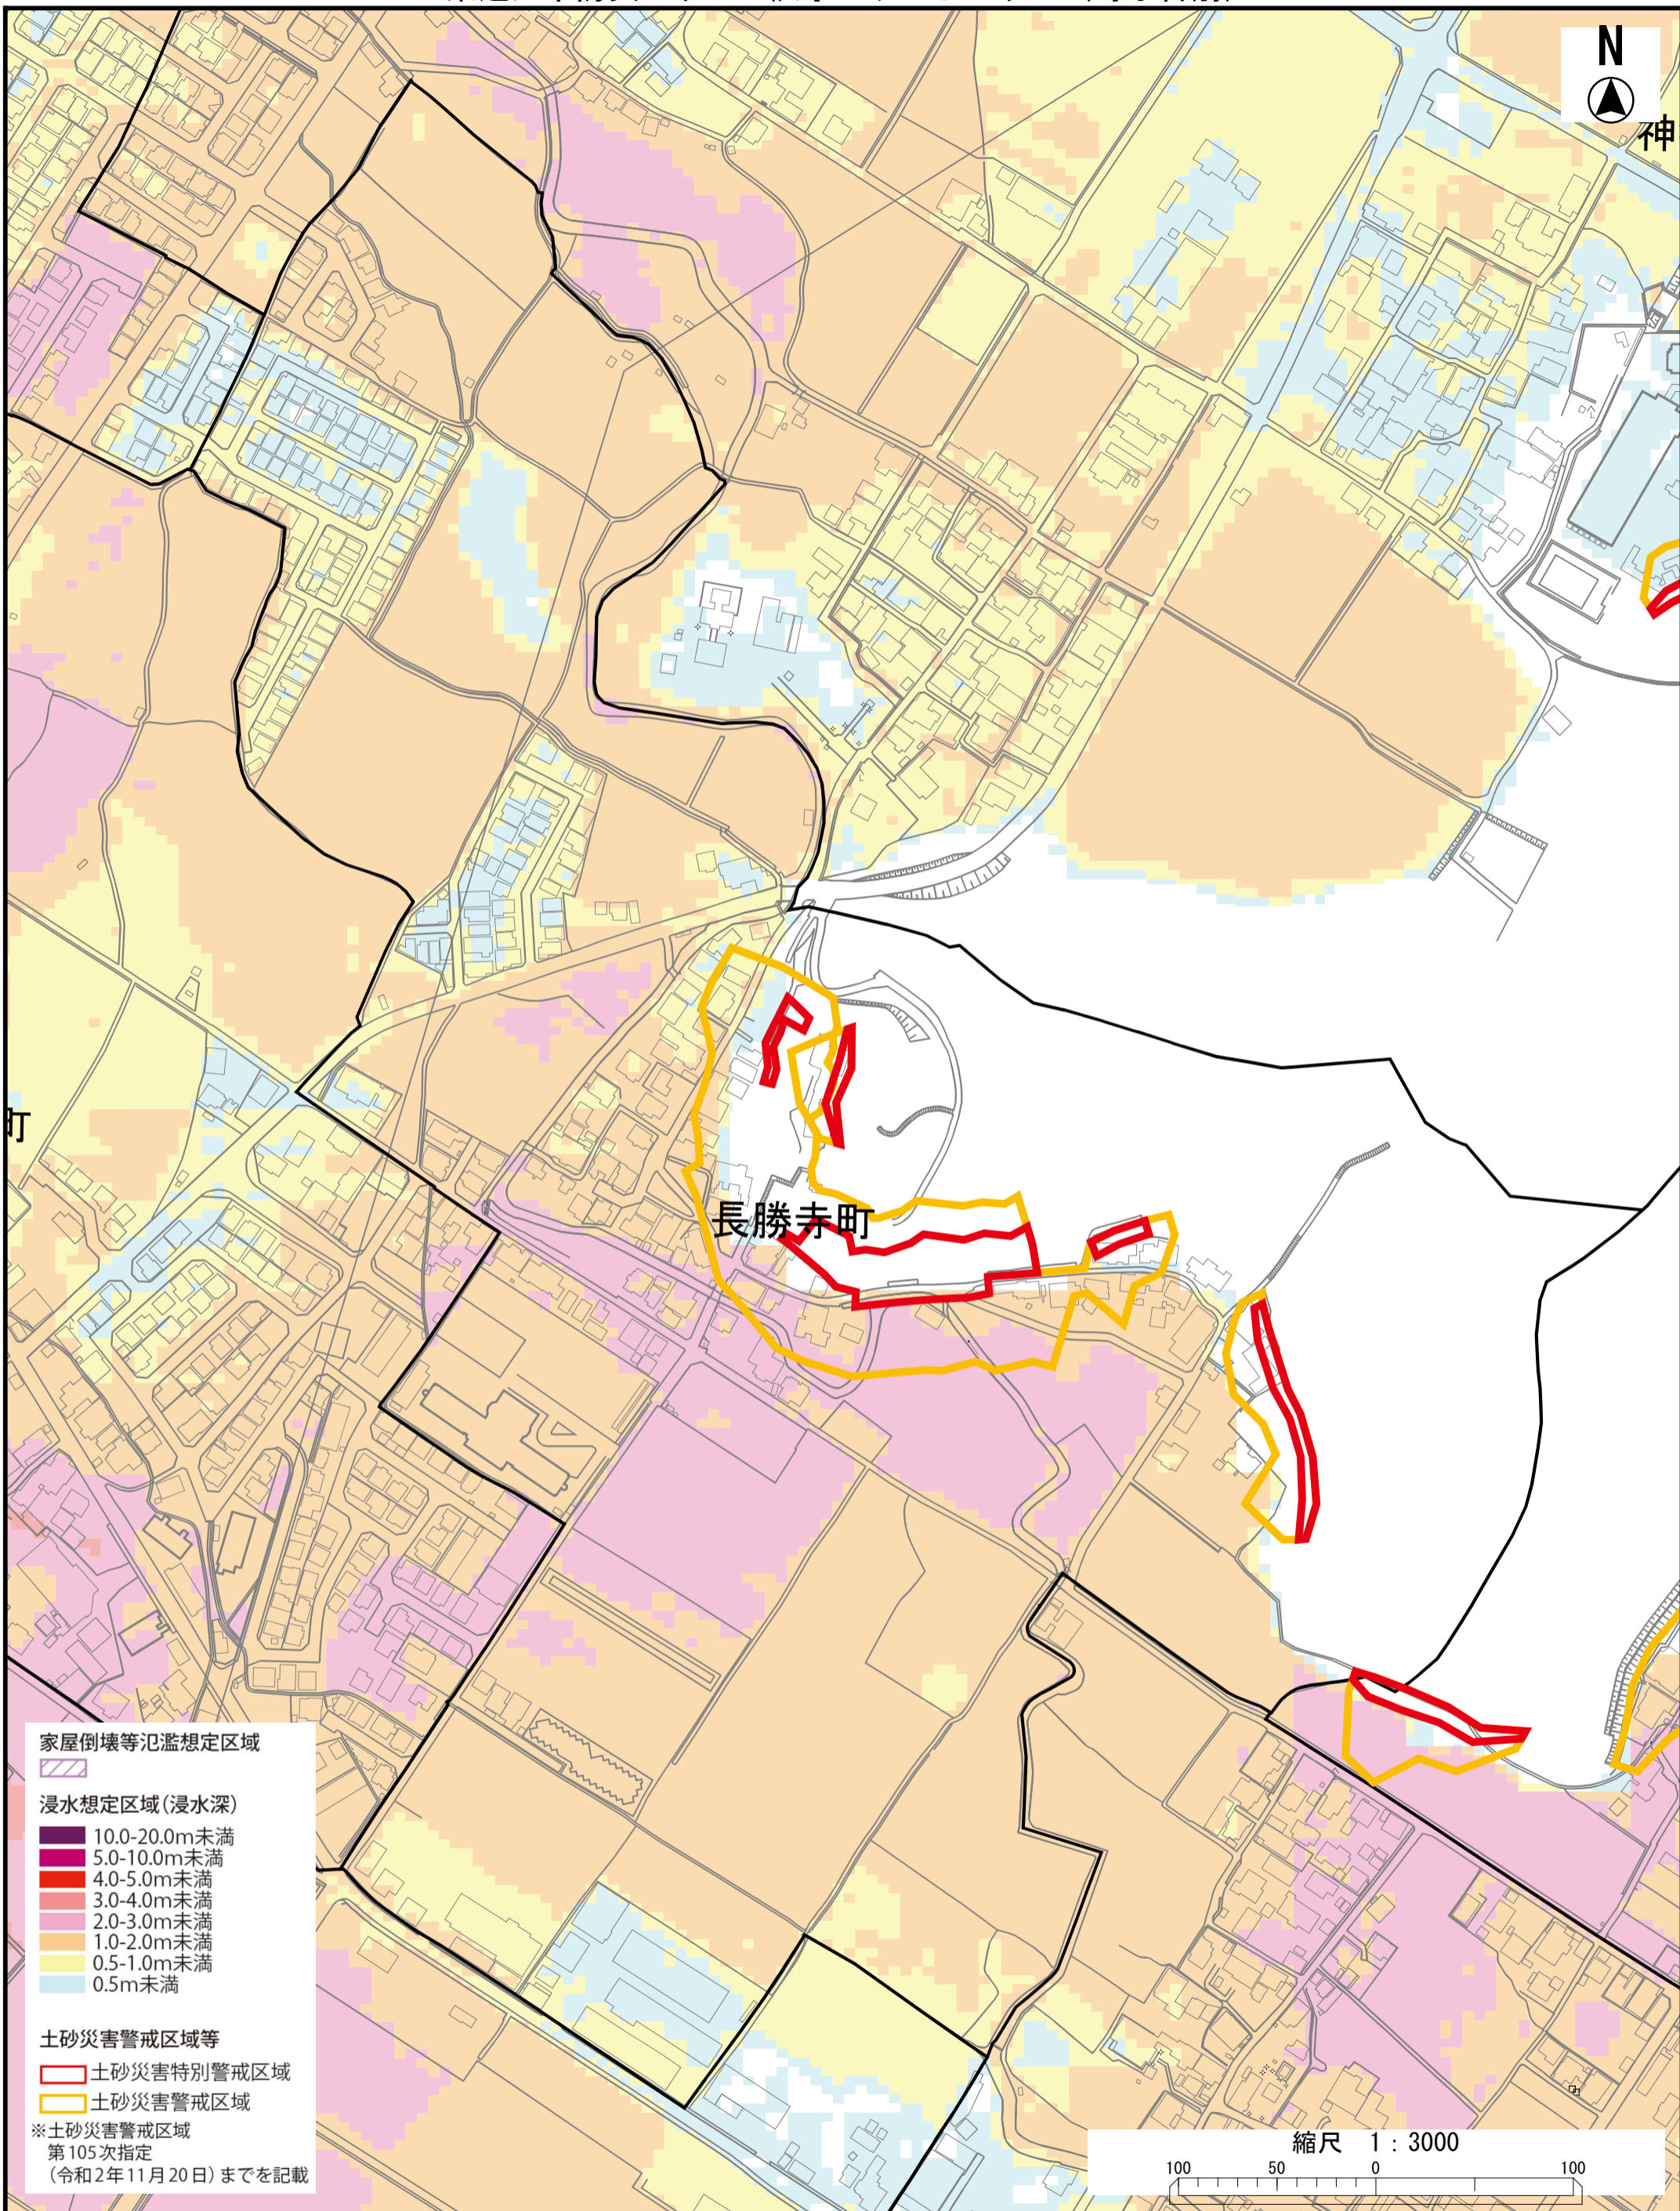 N
神
町
長勝寺町
家屋倒壊等氾濫想定区域
浸水想定区域(浸水深)
10.0-20.0m未満
5.0-10.0m未満
4.0-5.0m未満
3.0-4.0m未満
2.0-3.0m未満
1.0-2.0m未満
0.5-1.0m未満
0.5m未満
土砂災害警戒区域等
土砂災害特別警戒区域
土砂災害警戒区域
※土砂災害警戒区域
第105次指定
(令和2年11月20日)までを記載
縮尺 1:3000
100 50 0 100